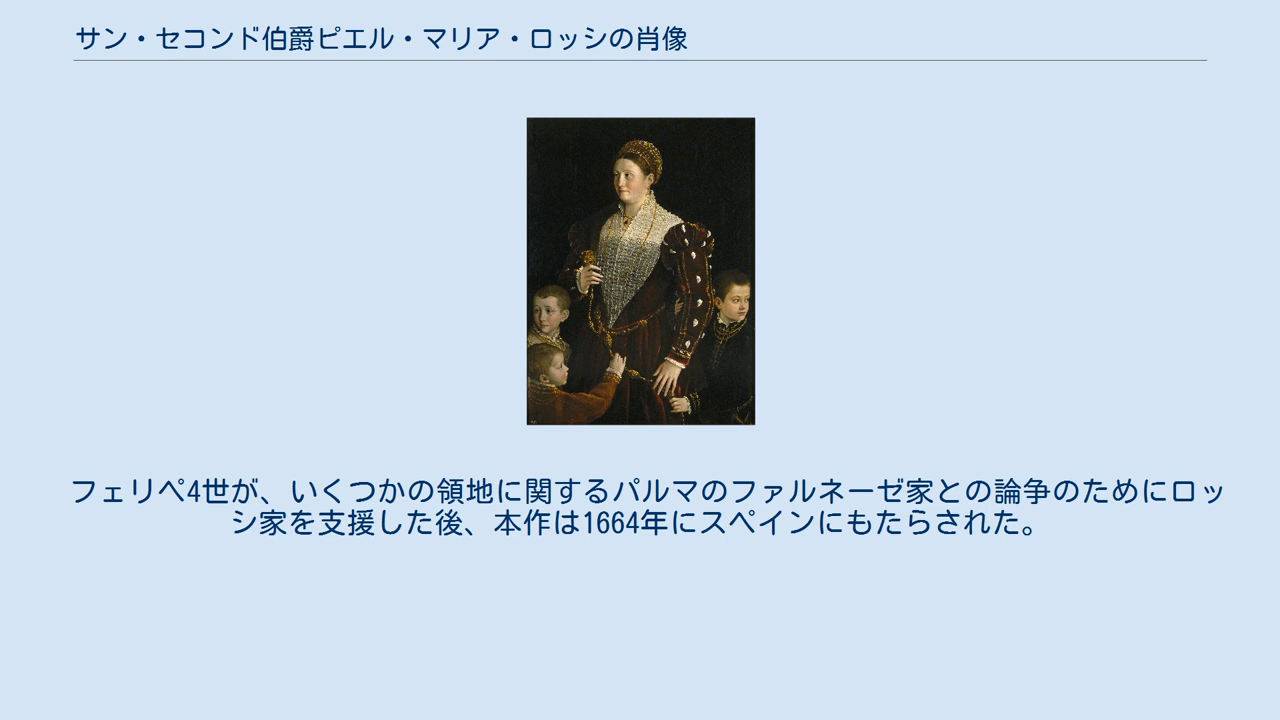 サン・セコンド伯爵ピエル・マリア・ロッシの肖像
フェリペ4世が、いくつかの領地に関するパルマのファルネーゼ家との論争のためにロッ
シ家を支援した後、本作は1664年にスペインにもたらされた。